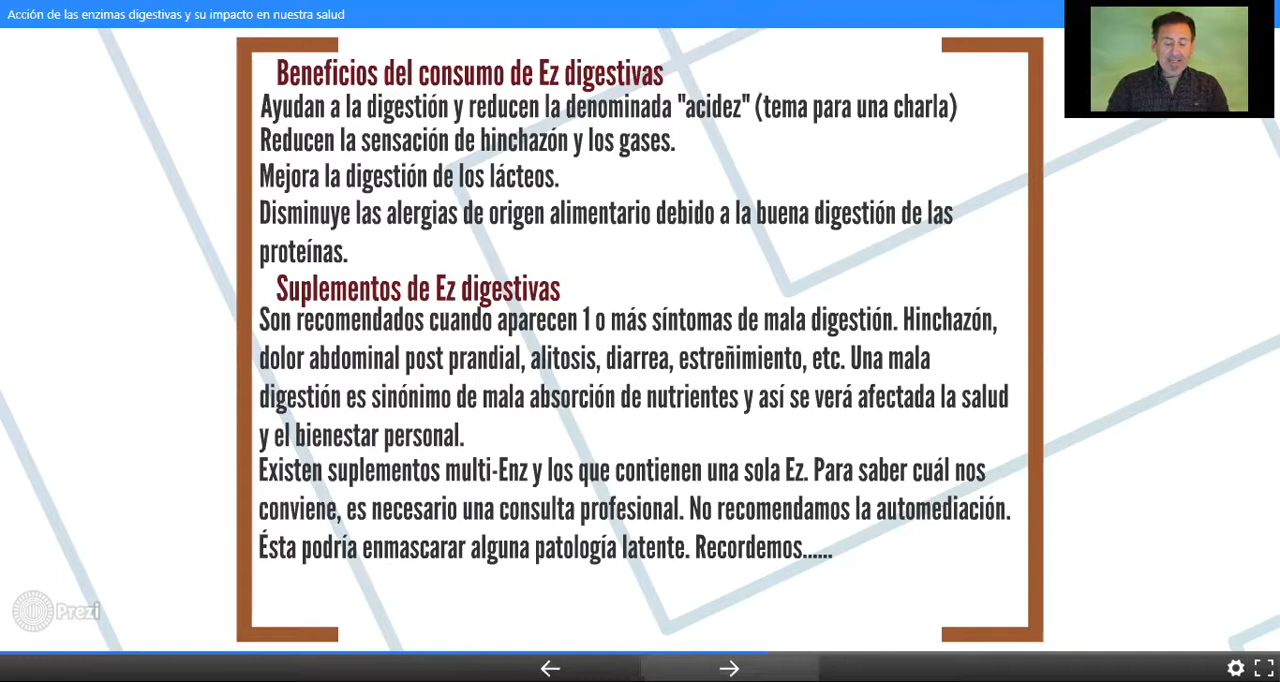 Acción de las enzimas digestivas y su impacto en nuestra salud
Beneficios del consumo de Ez digestivas
Ayudan a la digestión y reducen la denominada "acidez" (tema para una charla)
Reducen la sensación de hinchazón y los gases.
Mejora la digestión de los lácteos.
Disminuye las alergias de origen alimentario debido a la buena digestión de las
proteínas.
Suplementos de Ez digestivas
Son recomendados cuando aparecen 1 o más síntomas de mala digestión. Hinchazón,
dolor abdominal post prandial, alitosis, diarrea, estreñimiento, etc. Una mala
digestión es sinónimo de mala absorción de nutrientes y así se verá afectada la salud
y el bienestar personal.
Existen suplementos multi-Enz y los que contienen una sola Ez. Para saber cuál nos
conviene, es necesario una consulta profesional. No recomendamos la automediación.
Ésta podría enmascarar alguna patología latente. Recordemos......
Prezi